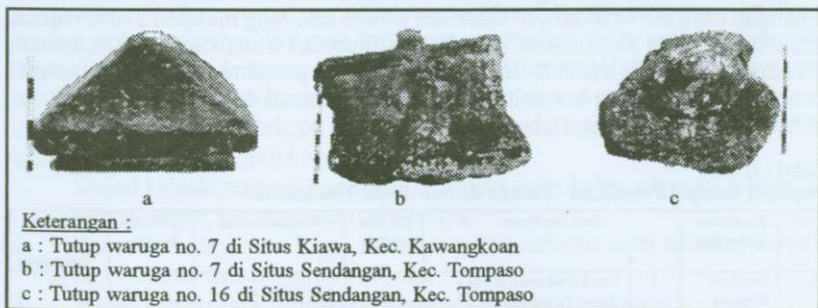 a
b
c
Keterangan :
a : Tutup waruga no. 7 di Situs Kiawa, Kec. Kawangkoan
b : Tutup waruga no. 7 di Situs Sendangan, Kec. Tompaso
c : Tutup waruga no. 16 di Situs Sendangan, Kec. Tompaso